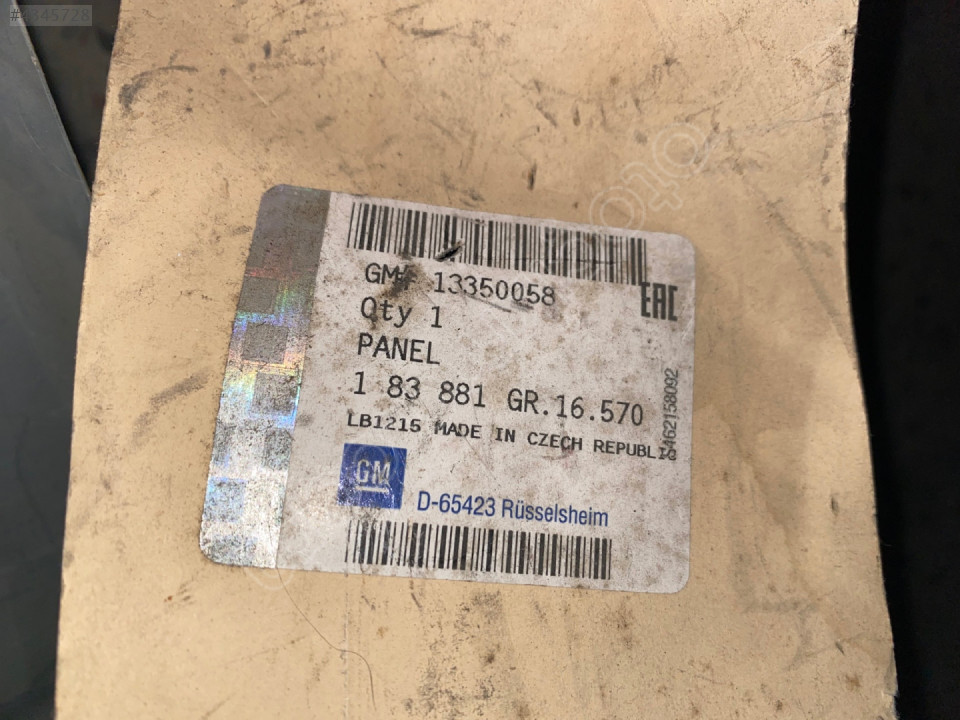 GM# 13350058
EAC
Qty 1
PANEL
1 83 881 GR.16.570
LB1215 MADE IN CZECH REPUBLIC
GM
D-65423 Rüsselsheim